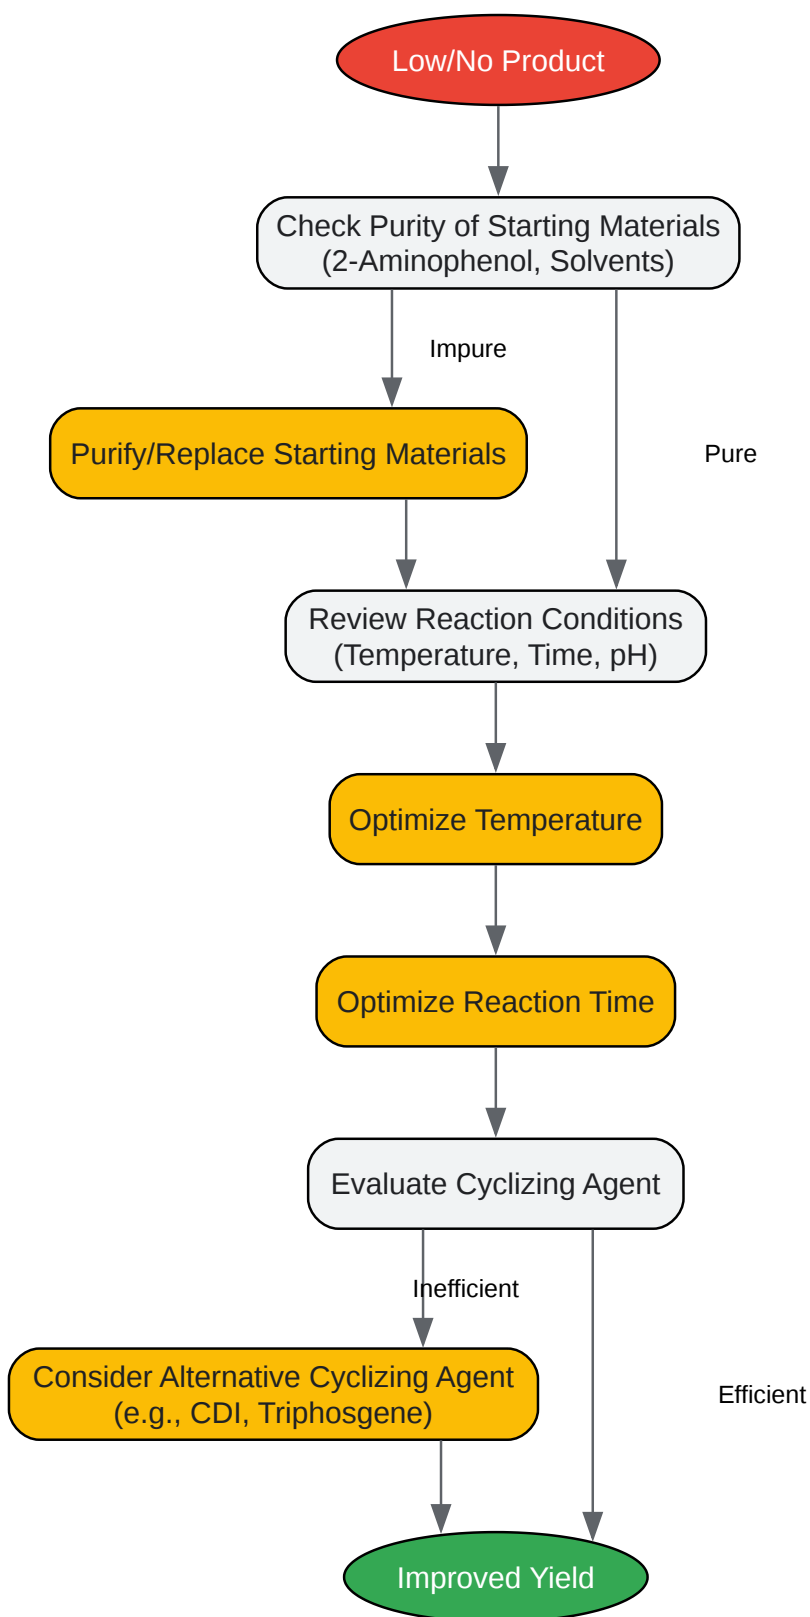 Low/No Product
Check Purity of Starting Materials
(2-Aminophenol, Solvents)
Impure
Purify/Replace Starting Materials
Pure
Review Reaction Conditions
(Temperature, Time, pH)
Optimize Temperature
Optimize Reaction Time
Evaluate Cyclizing Agent
Inefficient
Consider Alternative Cyclizing Agent
(e.g., CDI, Triphosgene)
Efficient
Improved Yield